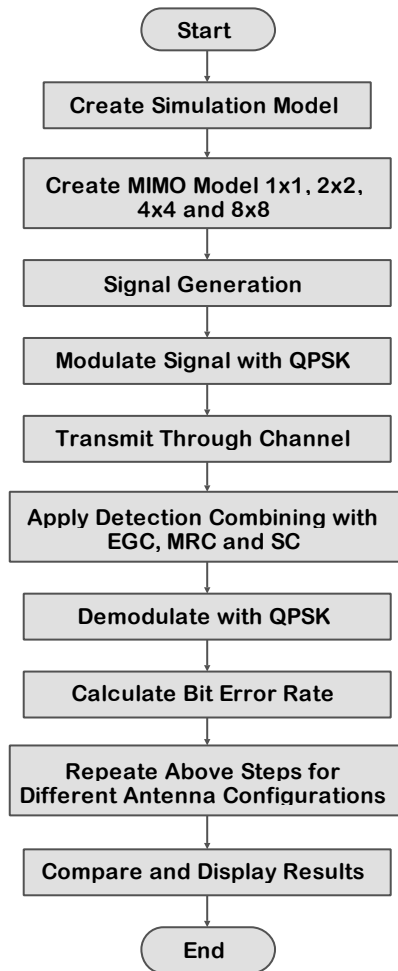 Start
Create Simulation Model
Create MIMO Model 1x1, 2x2,
4x4 and 8x8
Signal Generation
Modulate Signal with QPSK
Transmit Through Channel
Apply Detection Combining with
EGC, MRC and SC
Demodulate with QPSK
Calculate Bit Error Rate
Repeat Above Steps for
Different Antenna Configurations
Compare and Display Results
End